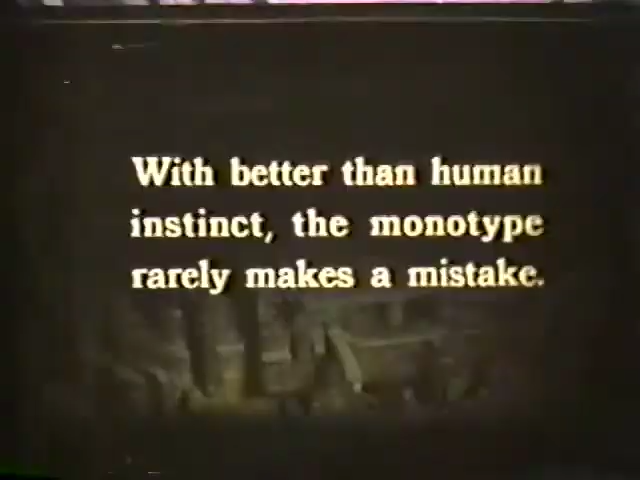 With better than human
instinct, the monotype
rarely makes a mistake.